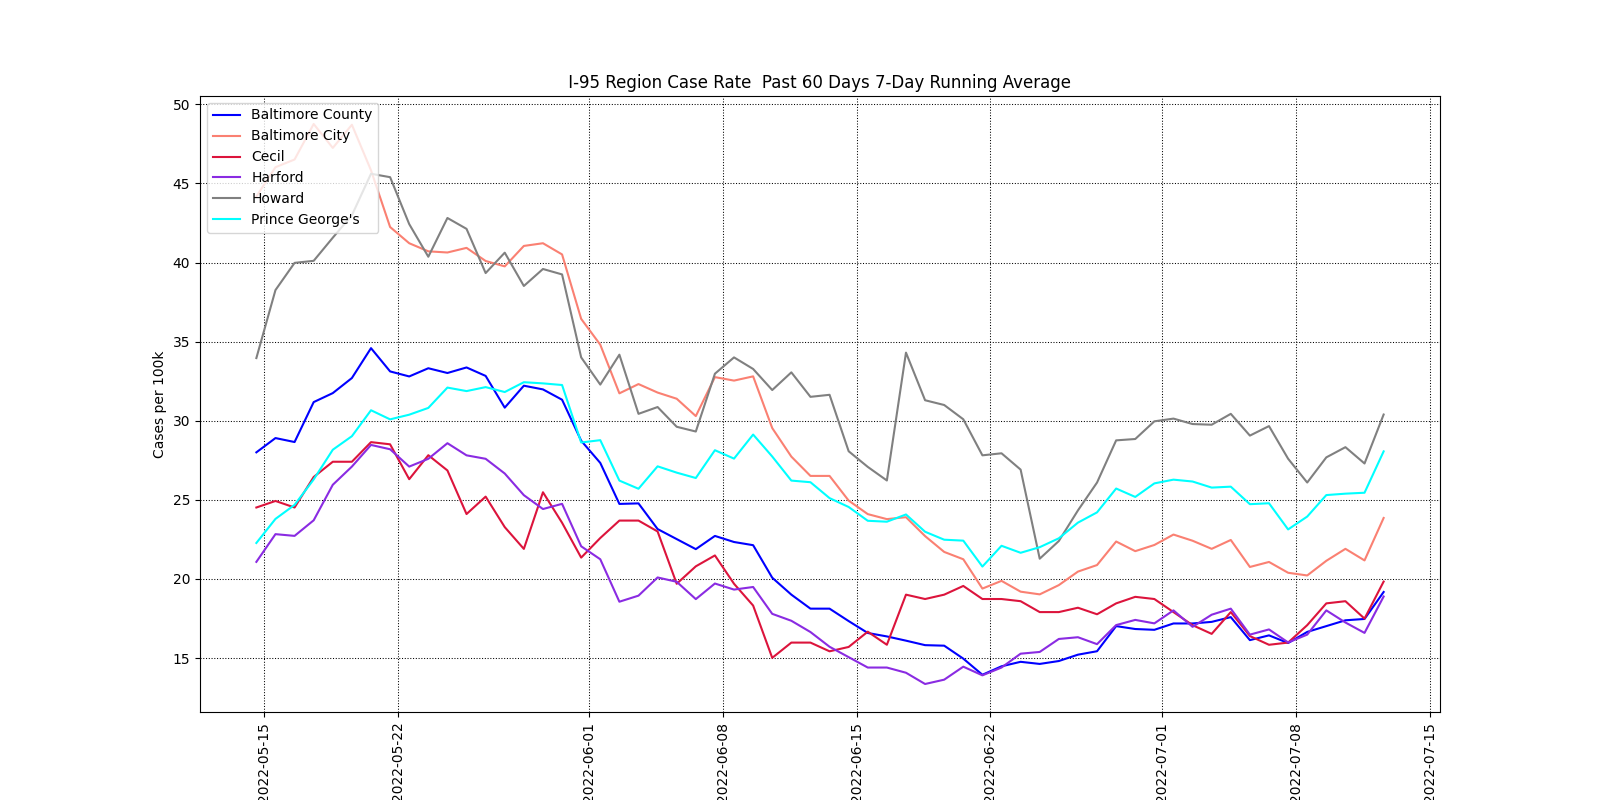 I-95 Region Case Rate  Past 60 Days 7-Day Running Average
Baltimore County
Baltimore City
Cecil
Harford
Howard
Prince George's
Cases per 100k
50
45
40
35
30
25
20
15
2022-05-15
2022-05-22
2022-06-01
2022-06-08
2022-06-15
2022-06-22
2022-07-01
2022-07-08
2022-07-15